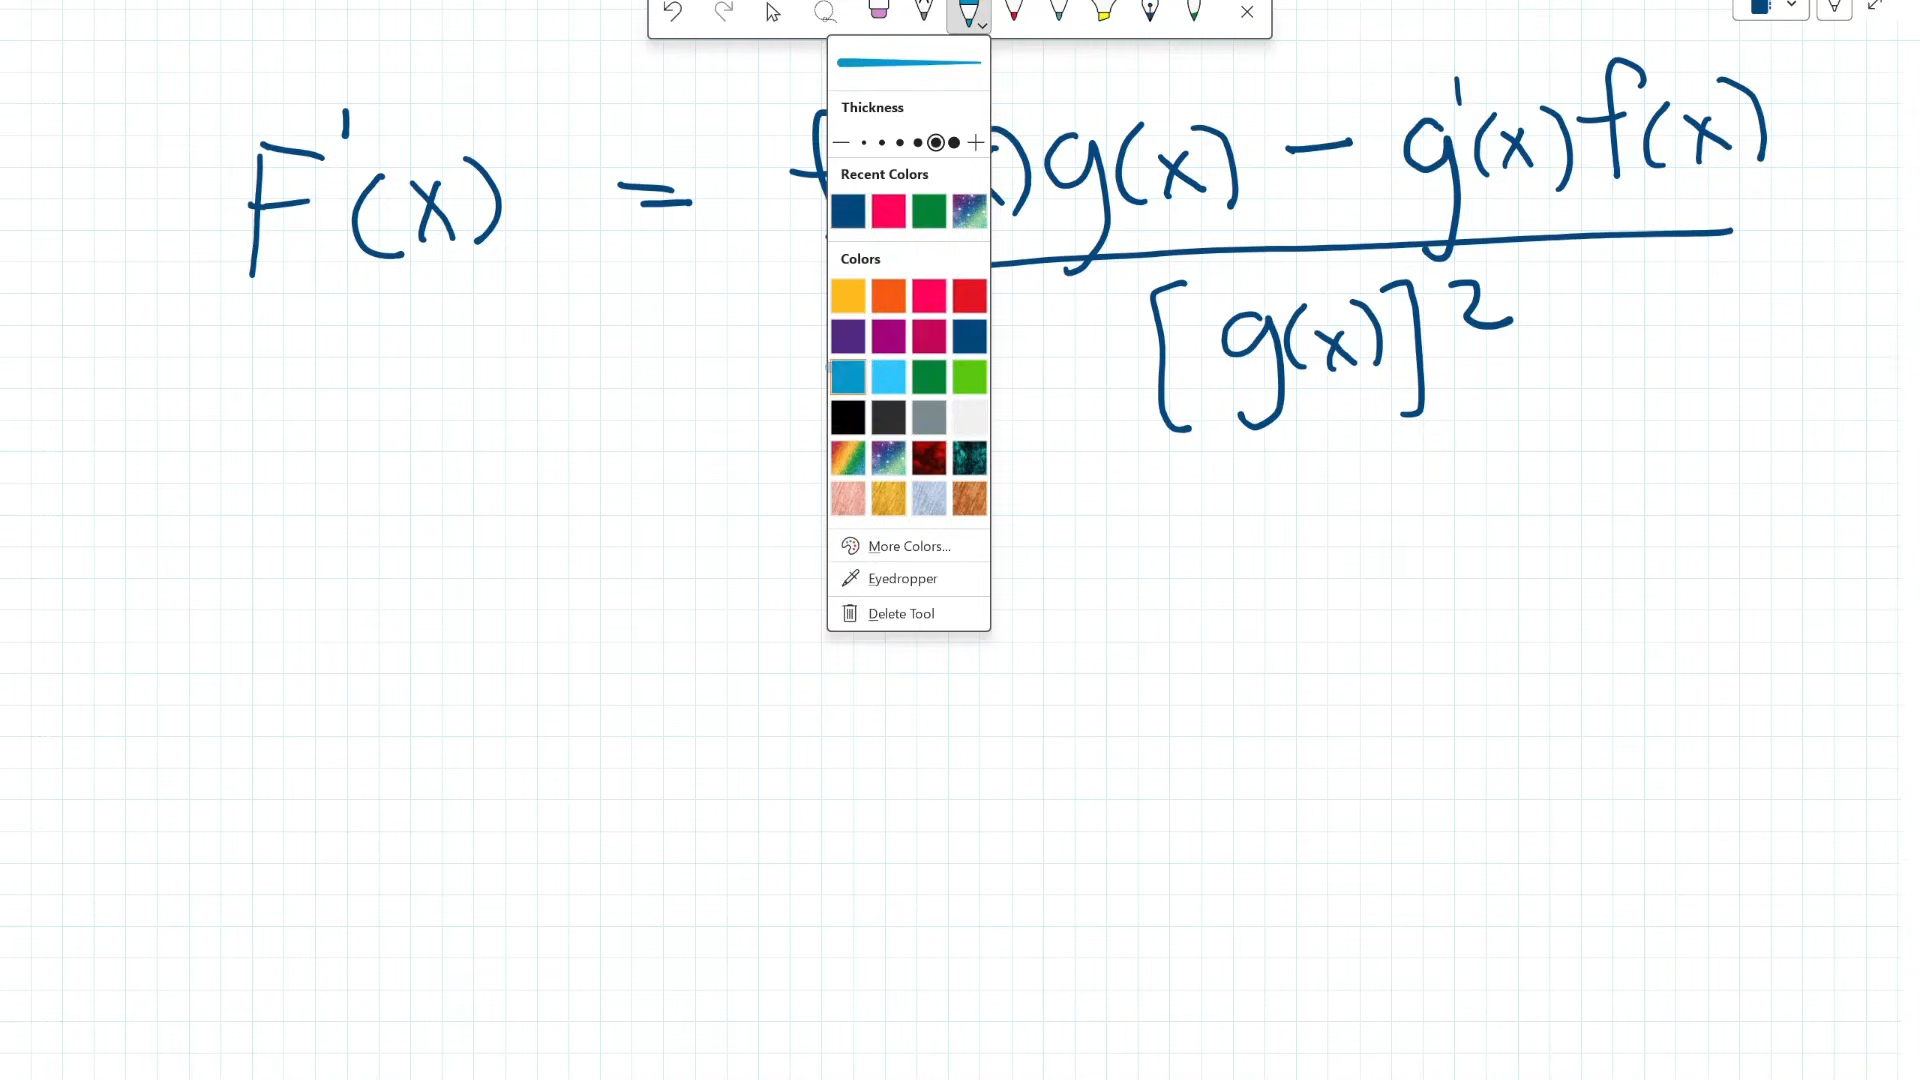 Thickness
Recent Colors
Colors
More Colors...
Eyedropper
Delete Tool
F'(x) = f )g(x) - g'(x)f(x)
[g(x)]²